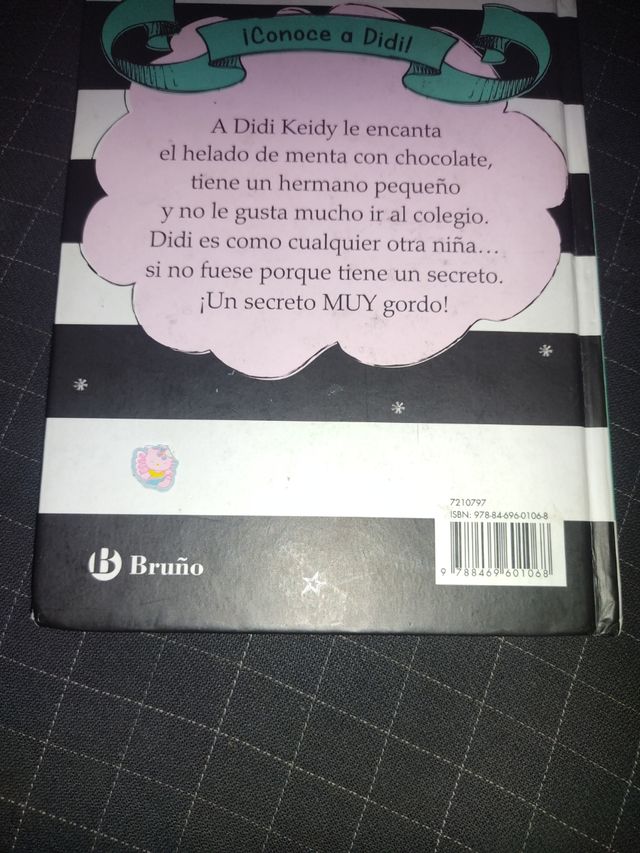 ¡Conoce a Didi!
A Didi Keidy le encanta
el helado de menta con chocolate,
tiene un hermano pequeño
y no le gusta mucho ir al colegio.
Didi es como cualquier otra niña...
si no fuese porque tiene un secreto.
¡Un secreto MUY gordo!
7210797
ISBN: 978-84-696-0106-8
9 788469 601068
B Bruño